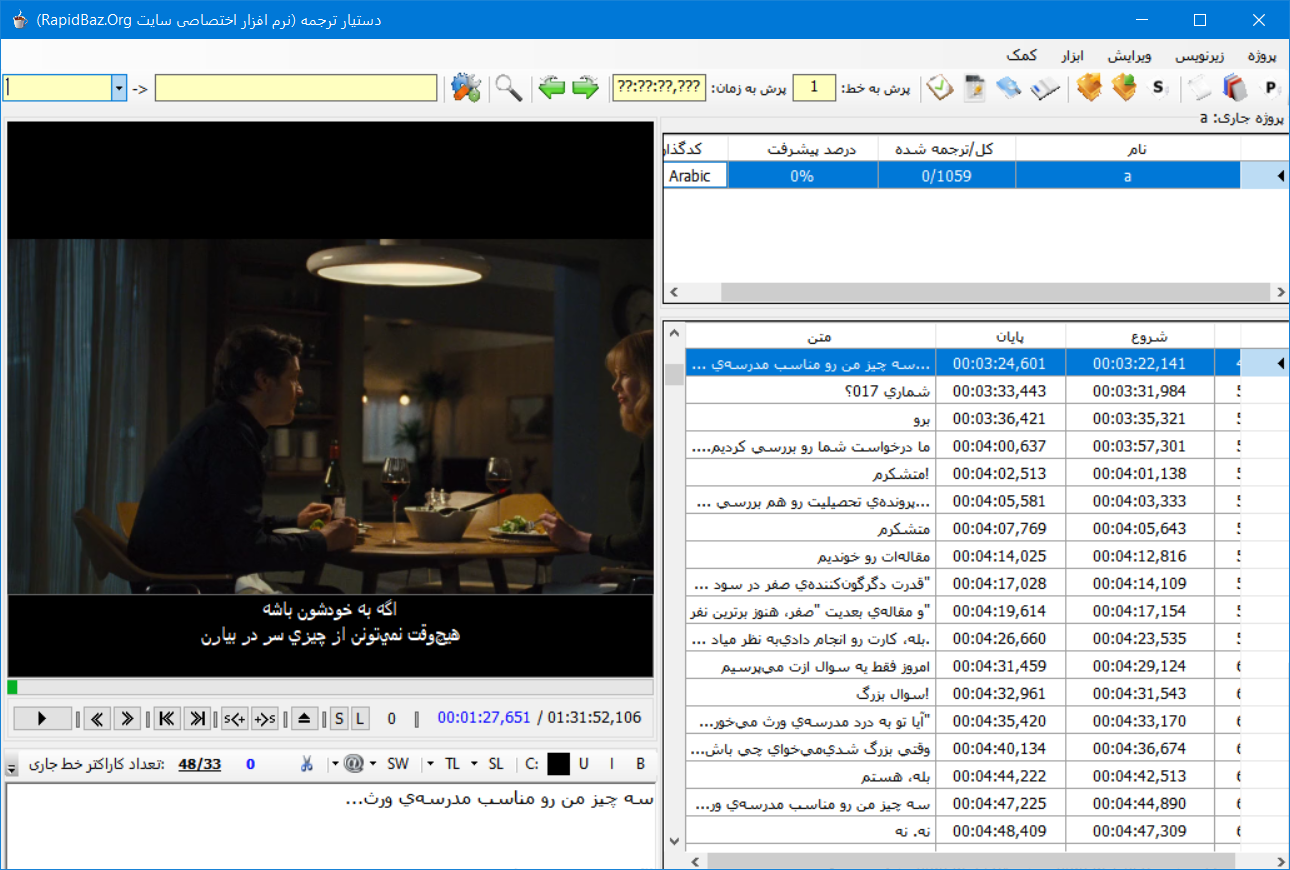 دستیار ترجمه (نرم افزار اختصاصی سایت RapidBaz.Org)
پروژه زیرنویس ویرایش ابزار کمک
->
پرش به زمان: ??:??:??,???
پرش به خط: 1
S
P
پروژه جاری: a
نام کل/ترجمه شده درصد پیشرفت کدگذار
a 0/1059 0% Arabic
شروع پایان متن
00:03:22,141 00:03:24,601 ...سه چیز من رو مناسب مدرسه‌ي ...
00:03:31,984 00:03:33,443 شماري 017؟
00:03:35,321 00:03:36,421 برو
00:03:57,301 00:04:00,637 ما درخواست شما رو بررسي کرديم....
00:04:01,138 00:04:02,513 !متشکرم
00:04:03,333 00:04:05,581 ...پرونده‌ي تحصيليت رو هم بررسي ...
00:04:05,643 00:04:07,769 متشکرم
00:04:12,816 00:04:14,025 مقاله‌ات رو خونديم
00:04:14,109 00:04:17,028 "قدرت دگرگون‌کننده‌ي صفر در سود ...
00:04:17,154 00:04:19,614 "و مقاله‌ي بعديت "صفر، هنوز برترين نفر
00:04:23,535 00:04:26,660 .بله، کارت رو انجام دادي‌به نظر مياد ...
00:04:29,124 00:04:31,459 امروز فقط يه سوال ازت مي‌پرسيم
00:04:31,543 00:04:32,961 !سوال بزرگ
00:04:33,170 00:04:35,420 "آيا تو به درد مدرسه‌ي ورث مي‌خور...
00:04:36,674 00:04:40,134 وقتي بزرگ شدي‌مي‌خواي چي باش...
00:04:42,513 00:04:44,222 بله، هستم
00:04:44,890 00:04:47,225 سه چيز من رو مناسب مدرسه‌ي ور...
00:04:47,309 00:04:48,409 نه. نه
اگه به خودشون باشه
هيچ‌وقت نمي‌تونن از چيزي سر در بيارن
s<+ +>s S L 0 00:01:27,651 / 01:31:52,106
تعداد کاراکتر خط جاری: 48/33 0 SW TL SL C: U I B
سه چيز من رو مناسب مدرسه‌ي ورث...